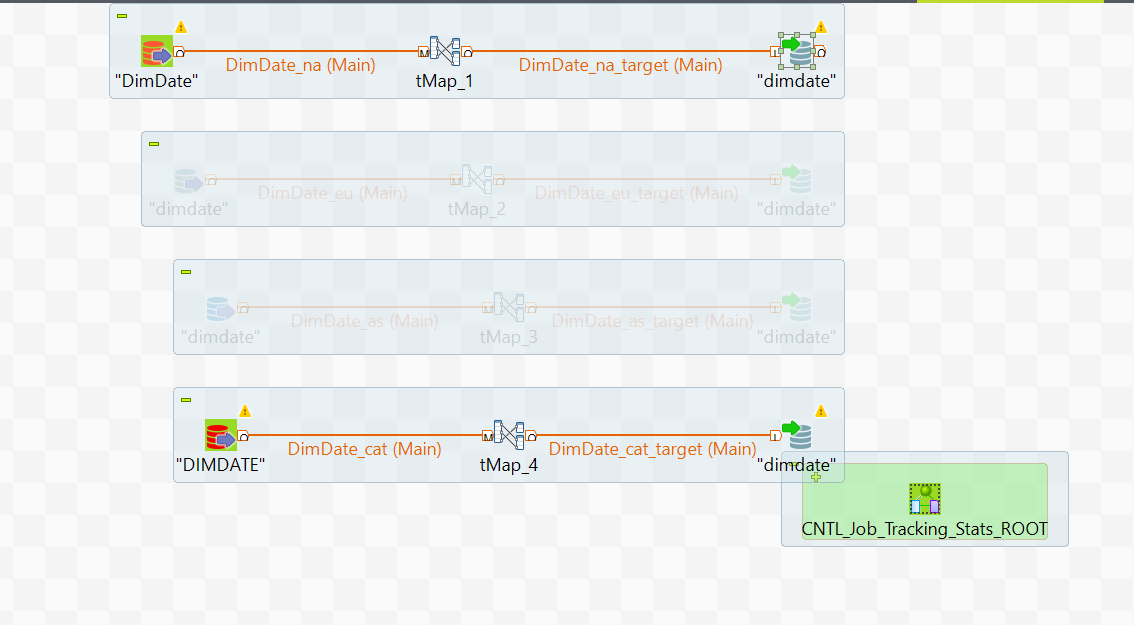 DimDate_na (Main)
DimDate_na_target (Main)
"DimDate"
tMap_1
"dimdate"
DimDate_eu (Main)
DimDate_eu_target (Main)
"dimdate"
tMap_2
"dimdate"
DimDate_as (Main)
DimDate_as_target (Main)
"dimdate"
tMap_3
"dimdate"
DimDate_cat (Main)
DimDate_cat_target (Main)
"DIMDATE"
tMap_4
"dimdate"
CNTL_Job_Tracking_Stats_ROOT